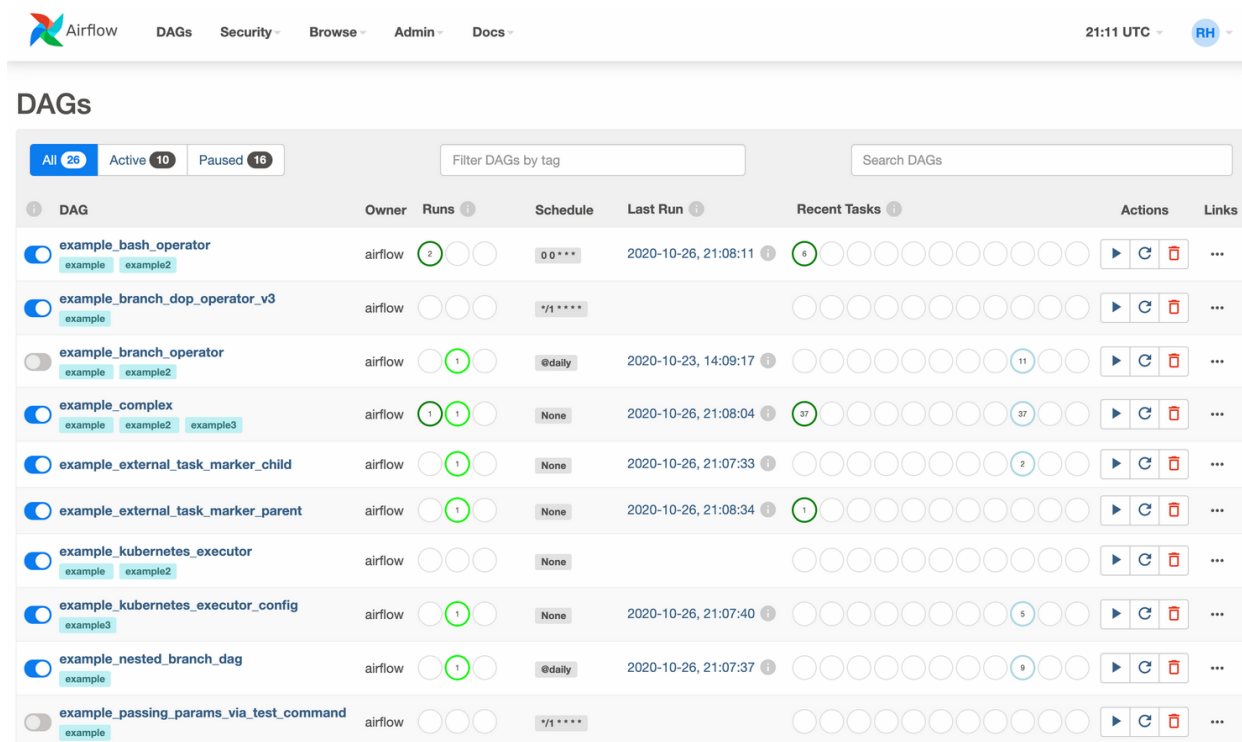 Airflow DAGs Security Browse Admin Docs 21:11 UTC RH
DAGs
All 26 Active 10 Paused 16 Filter DAGs by tag Search DAGs
DAG Owner Runs Schedule Last Run Recent Tasks Actions Links
example_bash_operator
example example2
airflow 2 0 0 * * * 2020-10-26, 21:08:11 6
example_branch_dop_operator_v3
example
airflow */1 * * * *
example_branch_operator
example example2
airflow 1 @daily 2020-10-23, 14:09:17 11
example_complex
example example2 example3
airflow 1 1 None 2020-10-26, 21:08:04 37 37
example_external_task_marker_child airflow 1 None 2020-10-26, 21:07:33 2
example_external_task_marker_parent airflow 1 None 2020-10-26, 21:08:34 1
example_kubernetes_executor
example example2
airflow None
example_kubernetes_executor_config
example3
airflow 1 None 2020-10-26, 21:07:40 5
example_nested_branch_dag
example
airflow 1 @daily 2020-10-26, 21:07:37 9
example_passing_params_via_test_command
example
airflow */1 * * * *